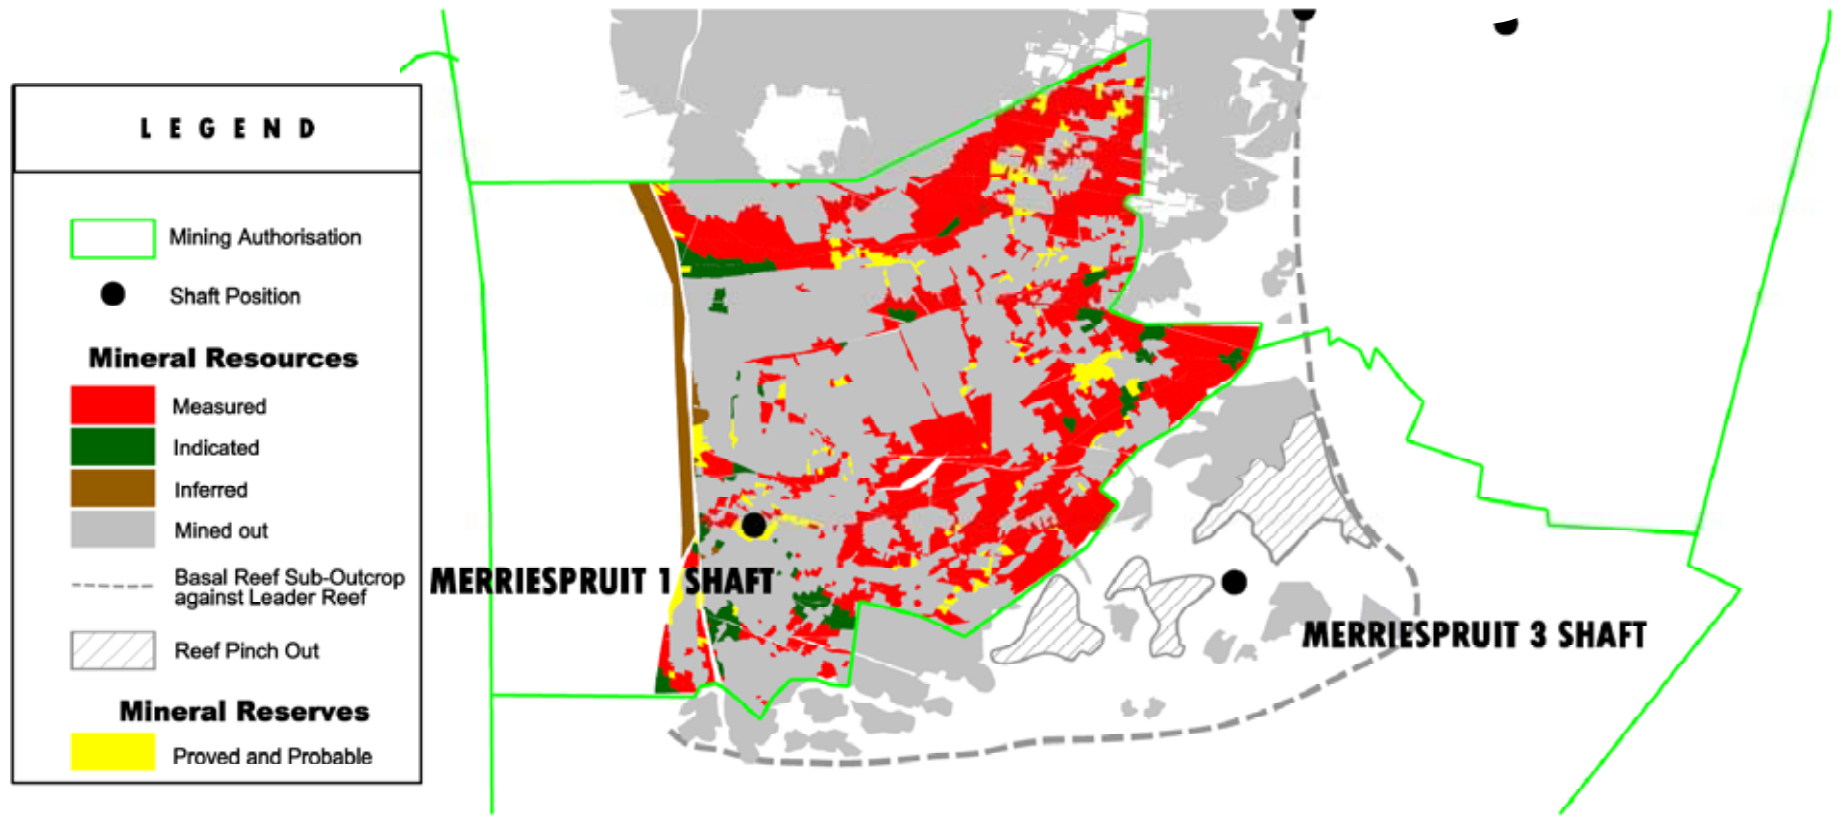 LEGEND
Mining Authorisation
Shaft Position
Mineral Resources
Measured
Indicated
Inferred
Mined out
Basal Reef Sub-Outcrop
against Leader Reef
Reef Pinch Out
Mineral Reserves
Proved and Probable
MERRIESPRUIT 1 SHAFT
MERRIESPRUIT 3 SHAFT